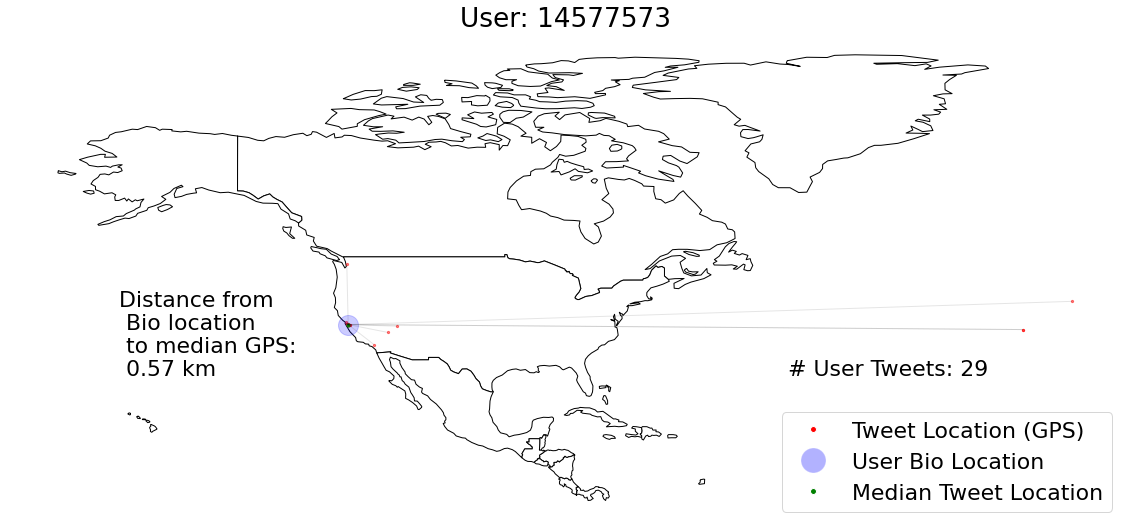 User: 14577573
Distance from
Bio location
to median GPS:
0.57 km
# User Tweets: 29
Tweet Location (GPS)
User Bio Location
Median Tweet Location